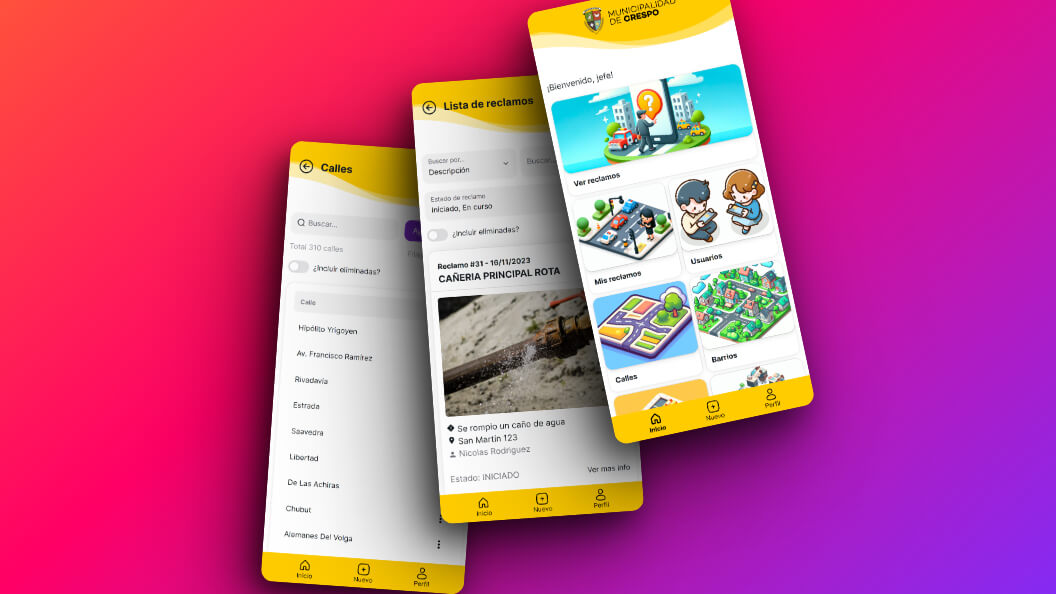 Calles
Buscar...
Total 310 calles
¿Incluir eliminadas?
Calle
Hipólito Yrigoyen
Av. Francisco Ramírez
Rivadavia
Estrada
Saavedra
Libertad
De Las Achiras
Chubut
Alemanes Del Volga
Inicio
Nuevo
Perfil
Lista de reclamos
Buscar por...
Descripción
Buscar...
Estado de reclamo
Iniciado, En curso
¿Incluir eliminadas?
Reclamo #31 - 16/11/2023
CAÑERIA PRINCIPAL ROTA
Se rompio un caño de agua
San Martin 123
Nicolas Rodriguez
Estado: INICIADO
Ver mas info
Inicio
Nuevo
Perfil
MUNICIPALIDAD
DE CRESPO
¡Bienvenido, jefe!
?
Ver reclamos
Mis reclamos
Usuarios
Calles
Barrios
Inicio
Nuevo
Perfil